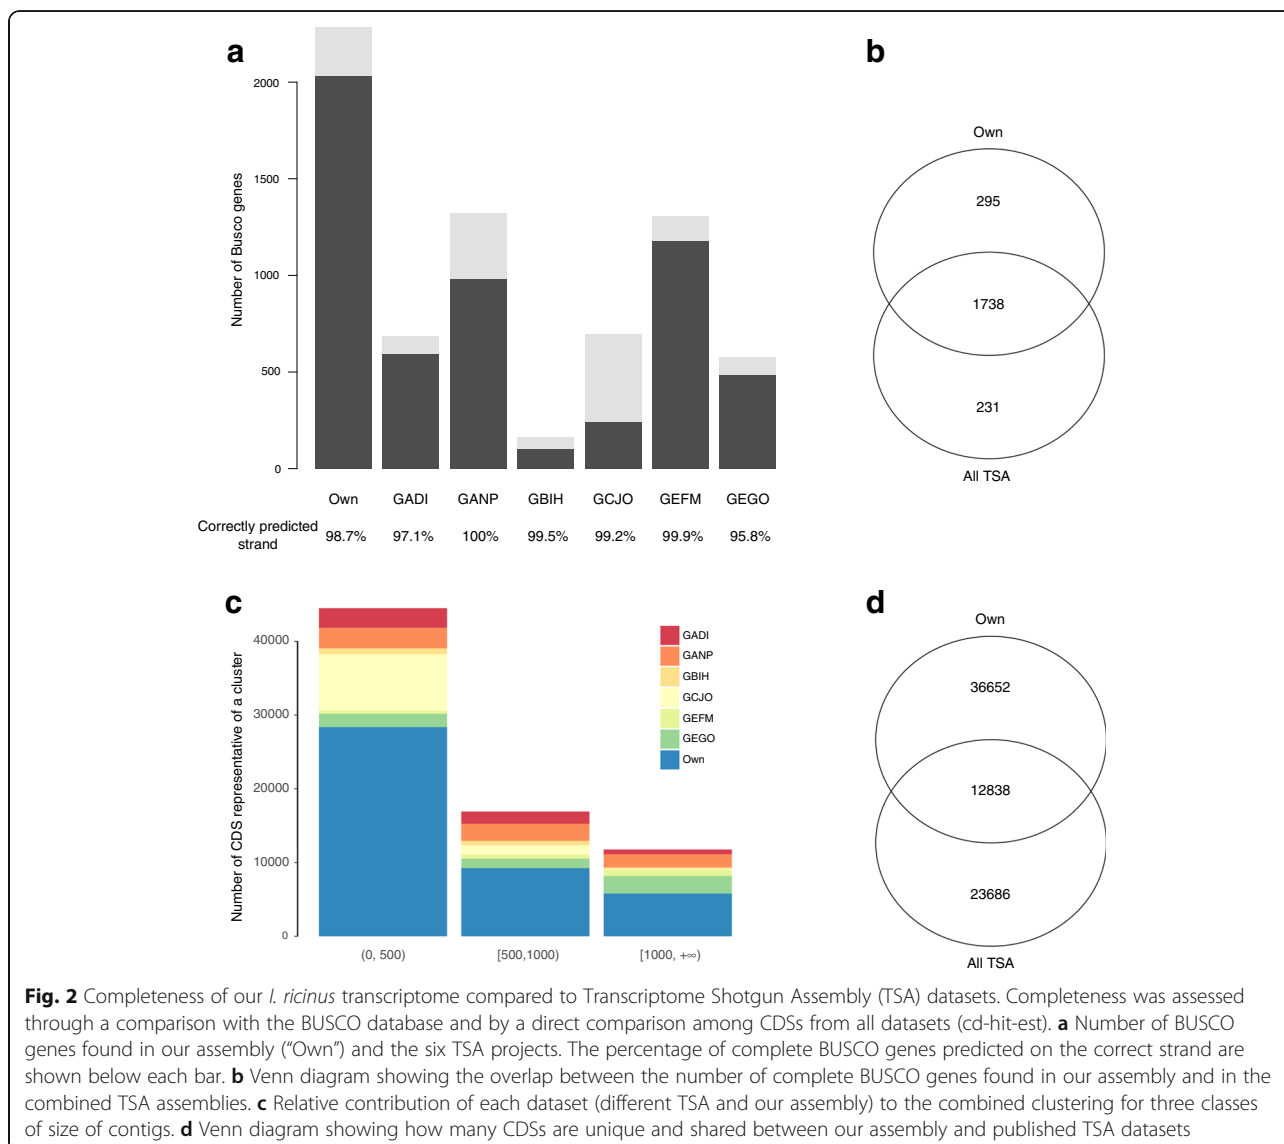 a
2000
1500
1000
500
0
Number of Busco genes
Own GADI GANP GBIH GCJO GEFM GEGO
Correctly predicted
strand
98.7% 97.1% 100% 99.5% 99.2% 99.9% 95.8%
b
Own
295
1738
231
All TSA
c
40000
30000
20000
10000
0
Number of CDS representative of a cluster
GADI
GANP
GBIH
GCJO
GEFM
GEGO
Own
(0, 500) [500,1000) [1000, +∞)
d
Own
36652
12838
23686
All TSA
Fig. 2 Completeness of our I. ricinus transcriptome compared to Transcriptome Shotgun Assembly (TSA) datasets. Completeness was assessed
through a comparison with the BUSCO database and by a direct comparison among CDSs from all datasets (cd-hit-est). a Number of BUSCO
genes found in our assembly (“Own”) and the six TSA projects. The percentage of complete BUSCO genes predicted on the correct strand are
shown below each bar. b Venn diagram showing the overlap between the number of complete BUSCO genes found in our assembly and in the
combined TSA assemblies. c Relative contribution of each dataset (different TSA and our assembly) to the combined clustering for three classes
of size of contigs. d Venn diagram showing how many CDSs are unique and shared between our assembly and published TSA datasets